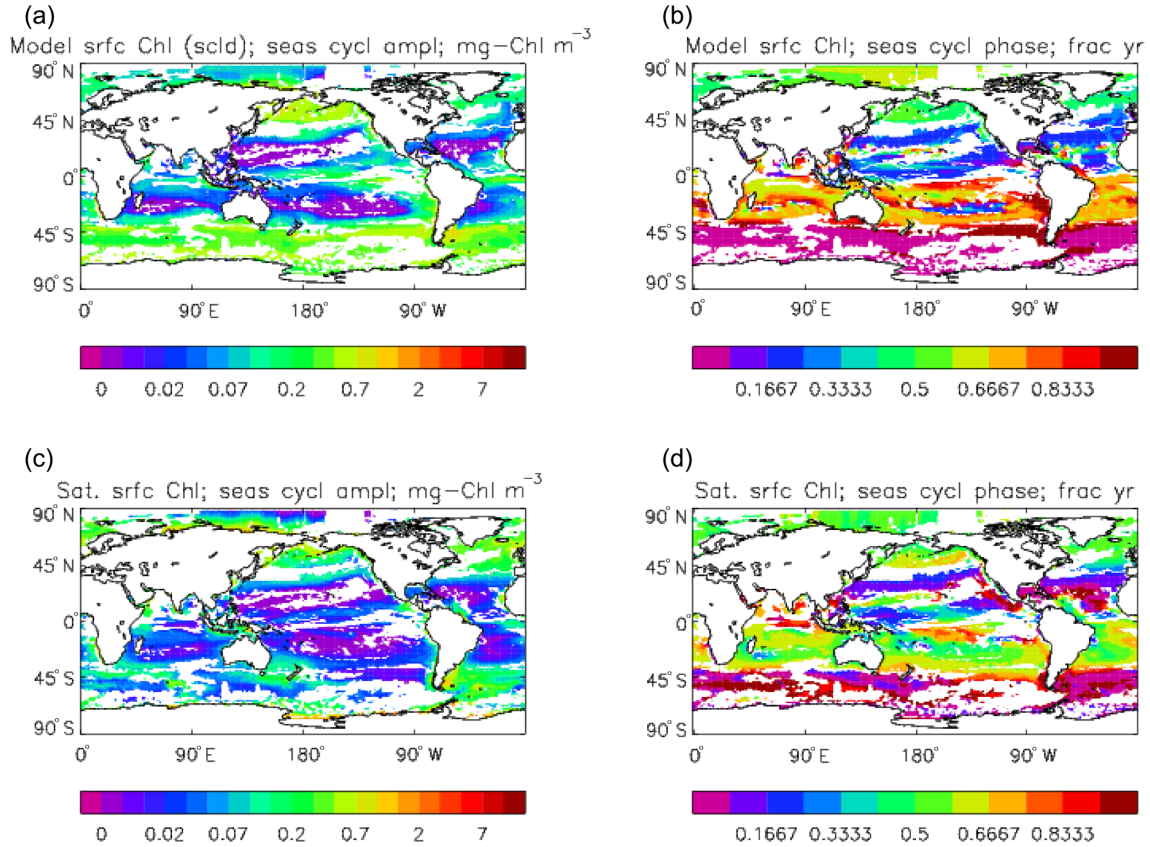 (a)
Model srfc Chl (scld); seas cycl ampl; mg-Chl m⁻³
90° N
45° N
0°
45° S
90° S
0° 90° E 180° 90° W
0 0.02 0.07 0.2 0.7 2 7
(b)
Model srfc Chl; seas cycl phase; frac yr
90° N
45° N
0°
45° S
90° S
0° 90° E 180° 90° W
0.1667 0.3333 0.5 0.6667 0.8333
(c)
Sat. srfc Chl; seas cycl ampl; mg-Chl m⁻³
90° N
45° N
0°
45° S
90° S
0° 90° E 180° 90° W
0 0.02 0.07 0.2 0.7 2 7
(d)
Sat. srfc Chl; seas cycl phase; frac yr
90° N
45° N
0°
45° S
90° S
0° 90° E 180° 90° W
0.1667 0.3333 0.5 0.6667 0.8333